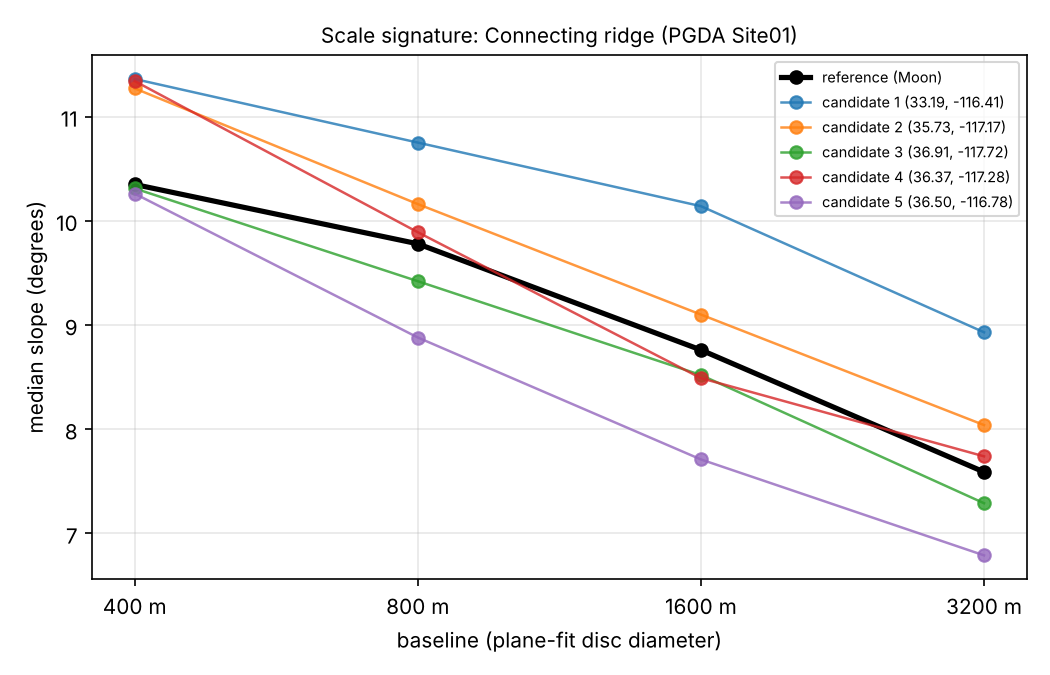 Scale signature: Connecting ridge (PGDA Site01)
reference (Moon)
candidate 1 (33.19, -116.41)
candidate 2 (35.73, -117.17)
candidate 3 (36.91, -117.72)
candidate 4 (36.37, -117.28)
candidate 5 (36.50, -116.78)
median slope (degrees)
11
10
9
8
7
400 m 800 m 1600 m 3200 m
baseline (plane-fit disc diameter)